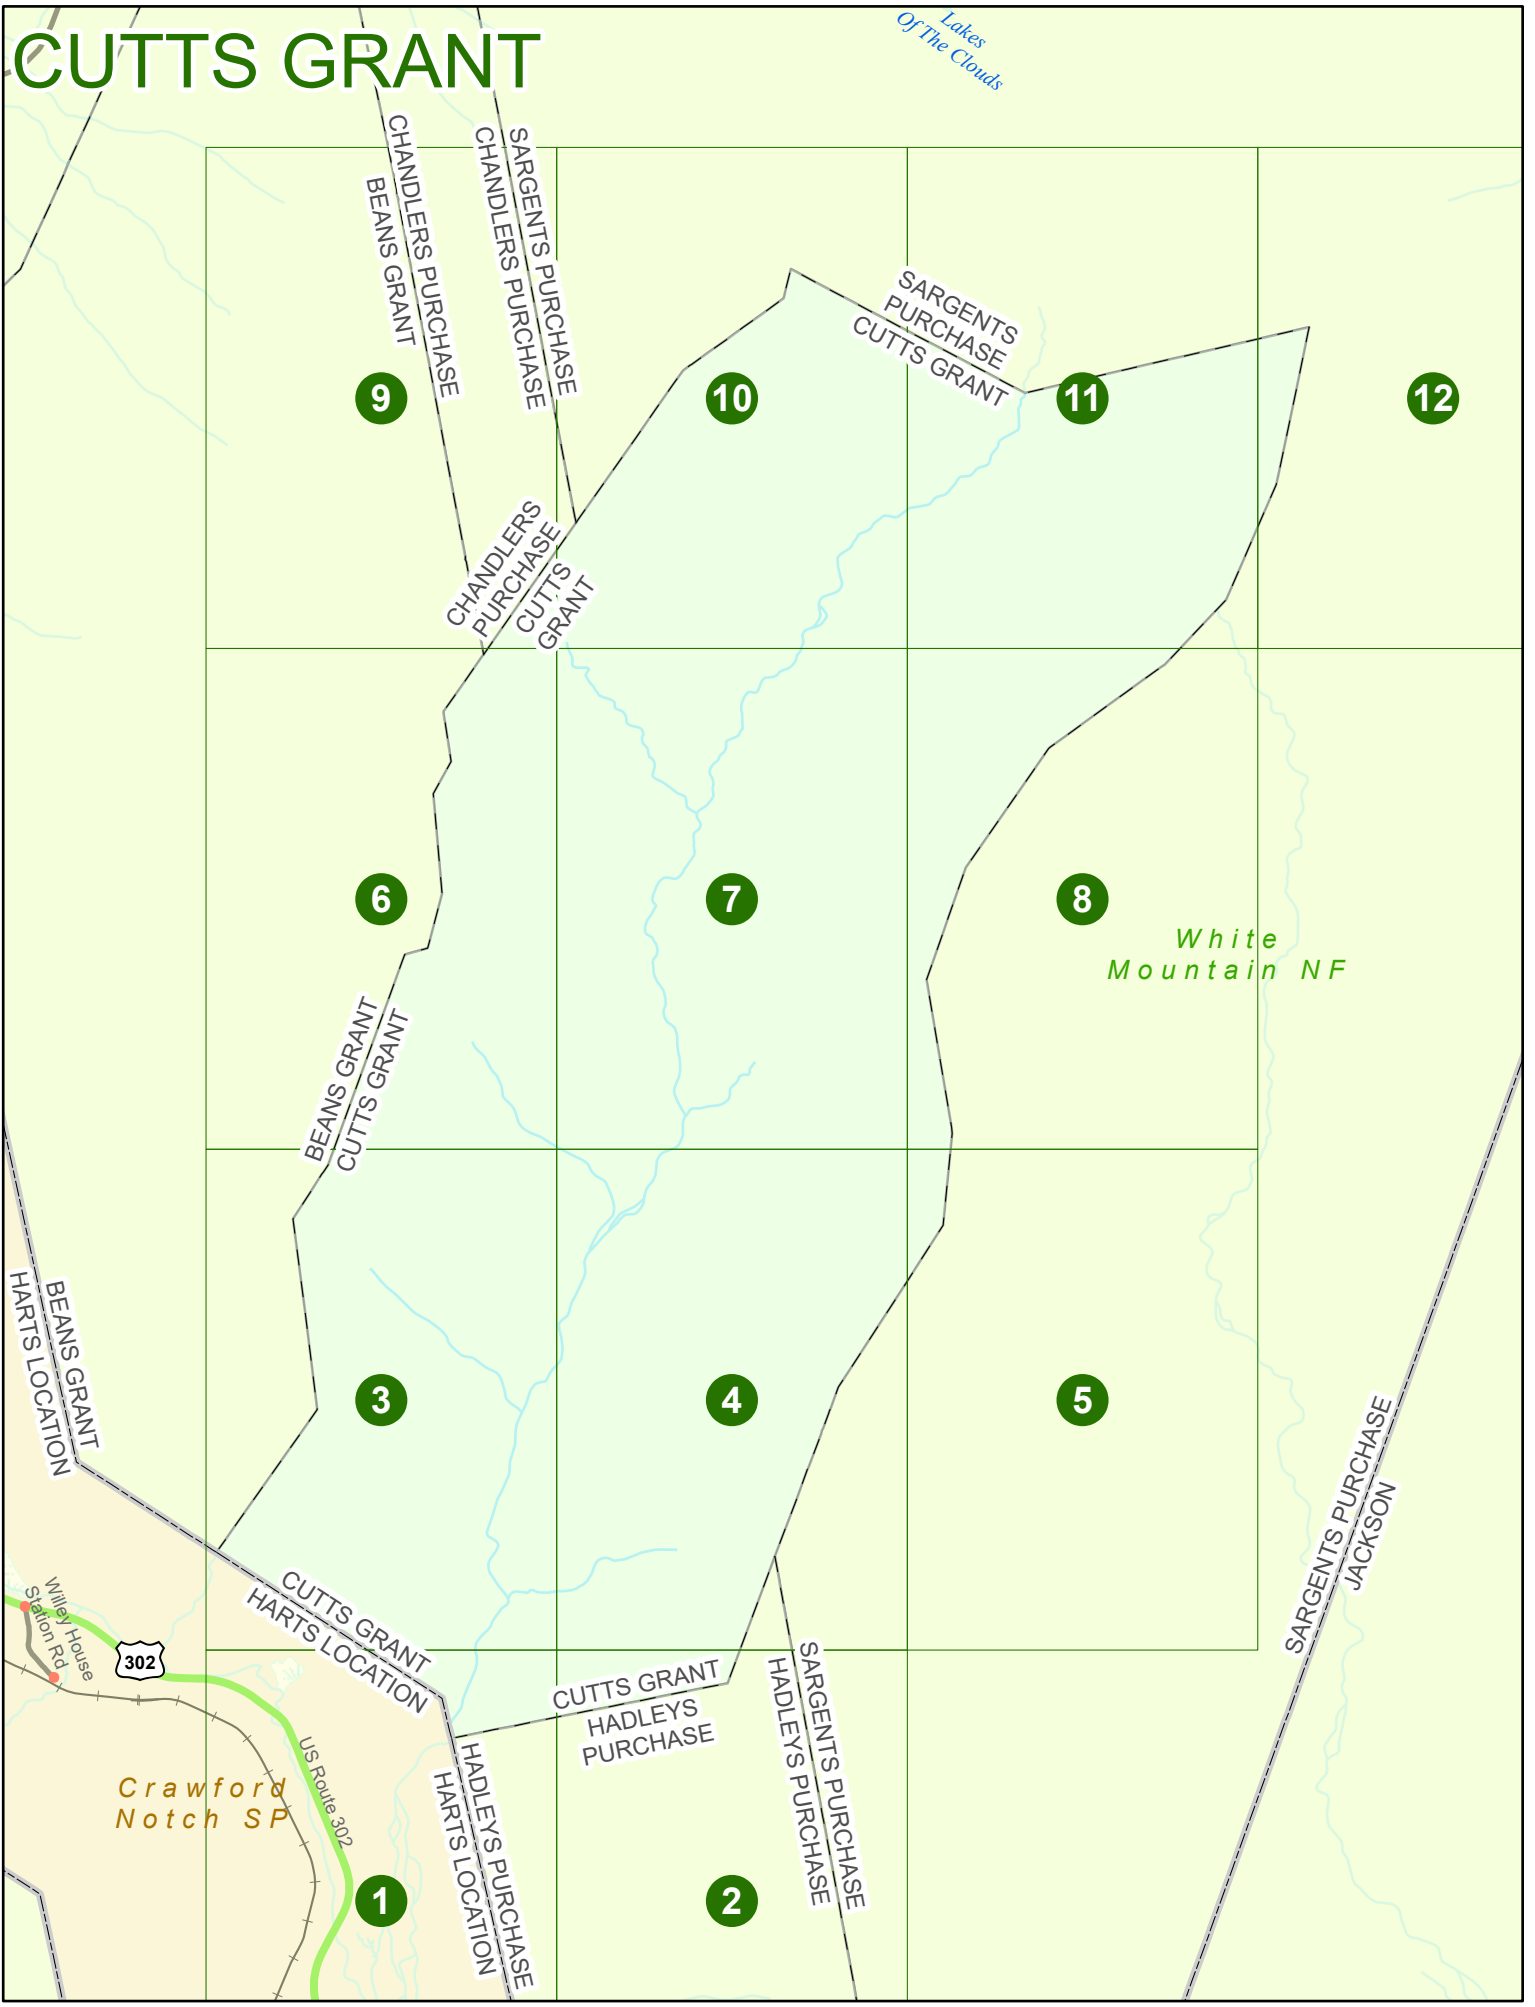 CUTTS GRANT
Lakes
Of The Clouds
CHANDLERS PURCHASE
BEANS GRANT
SARGENTS PURCHASE
CHANDLERS PURCHASE
SARGENTS
PURCHASE
CUTTS GRANT
9
10
11
12
CHANDLERS
PURCHASE
CUTTS
GRANT
6
7
8
White
Mountain NF
BEANS GRANT
CUTTS GRANT
BEANS GRANT
HARTS LOCATION
3
4
5
SARGENTS PURCHASE
JACKSON
CUTTS GRANT
HARTS LOCATION
Willey House
Station Rd
302
CUTTS GRANT
HADLEYS
PURCHASE
SARGENTS PURCHASE
HADLEYS PURCHASE
HADLEYS PURCHASE
HARTS LOCATION
US Route 302
Crawford
Notch SP
1
2